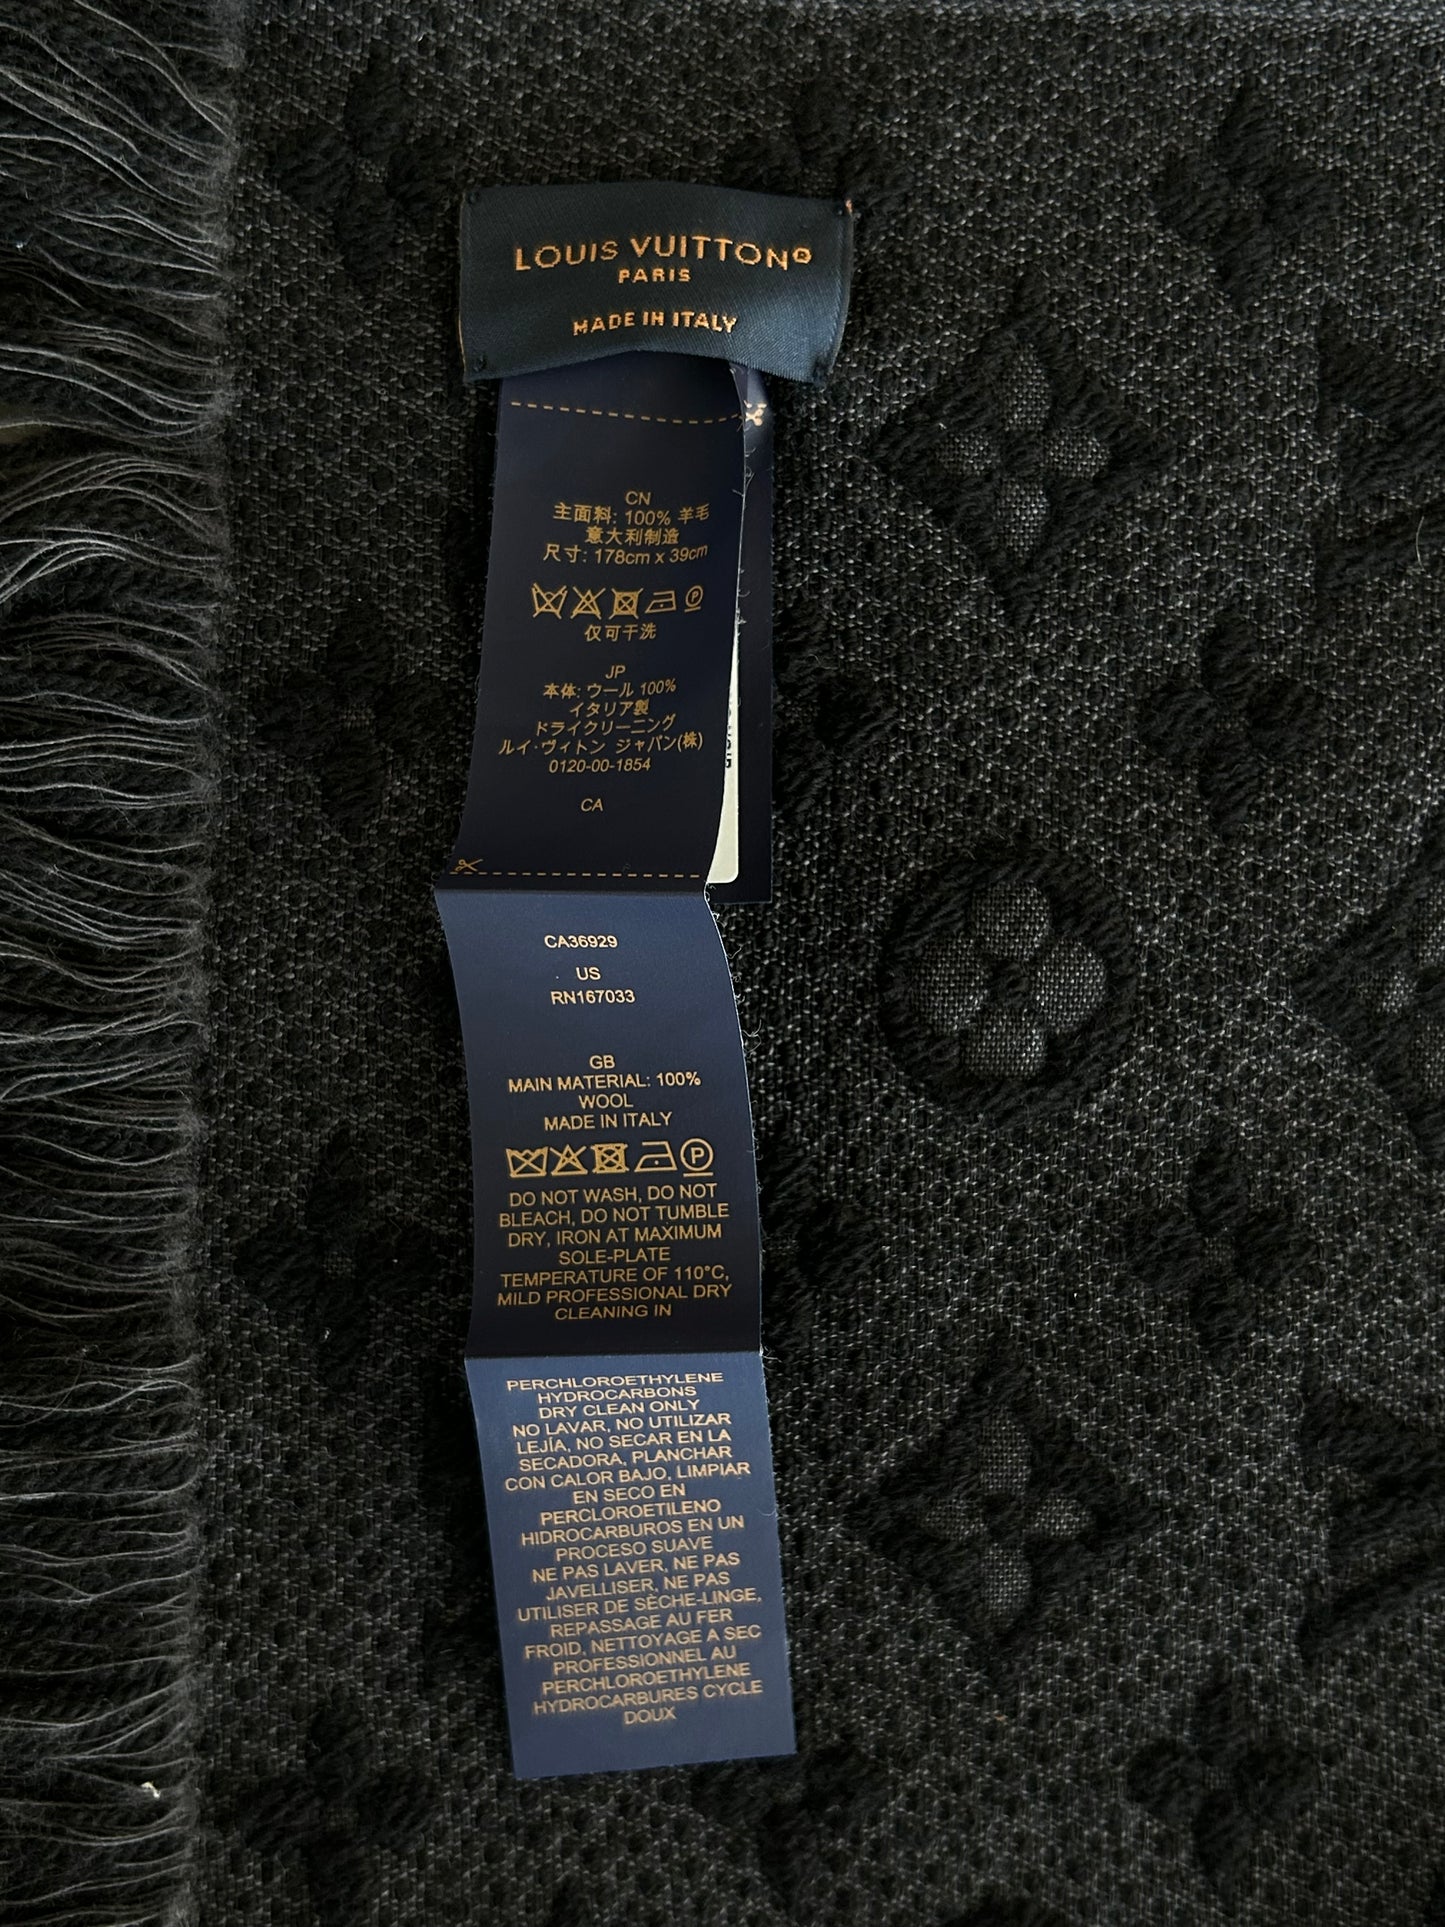 LOUIS VUITTON®
PARIS
MADE IN ITALY
CN
主面料: 100% 羊毛
意大利制造
尺寸: 178cm x 39cm
P
仅可干洗
JP
本体: ウール 100%
イタリア製
ドライクリーニング
ルイ・ヴィトン ジャパン(株)
0120-00-1854
CA
CA36929
US
RN167033
GB
MAIN MATERIAL: 100%
WOOL
MADE IN ITALY
P
DO NOT WASH, DO NOT
BLEACH, DO NOT TUMBLE
DRY, IRON AT MAXIMUM
SOLE-PLATE
TEMPERATURE OF 110°C,
MILD PROFESSIONAL DRY
CLEANING IN
PERCHLOROETHYLENE
HYDROCARBONS
DRY CLEAN ONLY
NO LAVAR, NO UTILIZAR
LEJÍA, NO SECAR EN LA
SECADORA, PLANCHAR
CON CALOR BAJO, LIMPIAR
EN SECO EN
PERCLOROETILENO
HIDROCARBUROS EN UN
PROCESO SUAVE
NE PAS LAVER, NE PAS
JAVELLISER, NE PAS
UTILISER DE SÈCHE-LINGE,
REPASSAGE AU FER
FROID, NETTOYAGE A SEC
PROFESSIONNEL AU
PERCHLOROETHYLENE
HYDROCARBURES CYCLE
DOUX